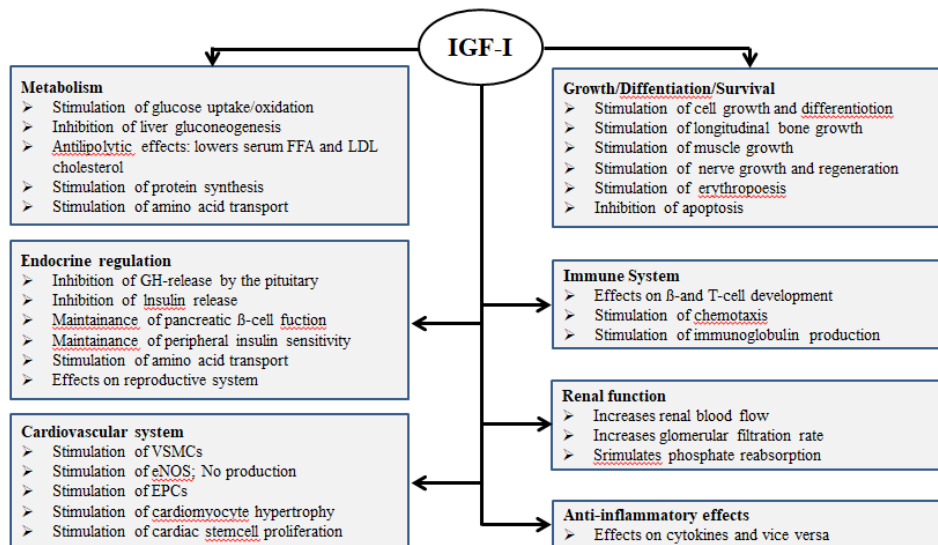 IGF-I
Metabolism
➢ Stimulation of glucose uptake/oxidation
➢ Inhibition of liver gluconeogenesis
➢ Antilipolytic effects: lowers serum FFA and LDL
cholesterol
➢ Stimulation of protein synthesis
➢ Stimulation of amino acid transport
Endocrine regulation
➢ Inhibition of GH-release by the pituitary
➢ Inhibition of Insulin release
➢ Maintainance of pancreatic ß-cell fuction
➢ Maintainance of peripheral insulin sensitivity
➢ Stimulation of amino acid transport
➢ Effects on reproductive system
Cardiovascular system
➢ Stimulation of VSMCs
➢ Stimulation of eNOS; No production
➢ Stimulation of EPCs
➢ Stimulation of cardiomyocyte hypertrophy
➢ Stimulation of cardiac stemcell proliferation
Growth/Diffentiation/Survival
➢ Stimulation of cell growth and differentiotion
➢ Stimulation of longitudinal bone growth
➢ Stimulation of muscle growth
➢ Stimulation of nerve growth and regeneration
➢ Stimulation of erythropoesis
➢ Inhibition of apoptosis
Immune System
➢ Effects on ß-and T-cell development
➢ Stimulation of chemotaxis
➢ Stimulation of immunoglobulin production
Renal function
➢ Increases renal blood flow
➢ Increases glomerular filtration rate
➢ Srimulates phosphate reabsorption
Anti-inflammatory effects
➢ Effects on cytokines and vice versa